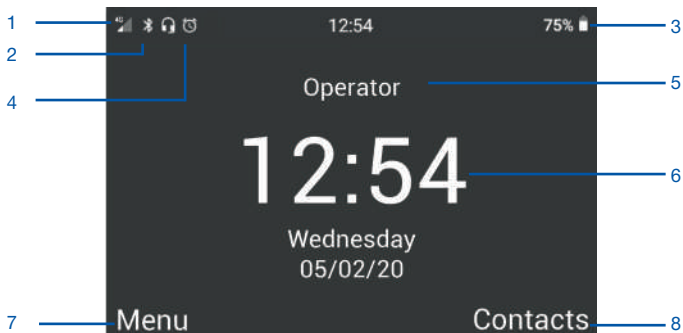 1 4G 12:54 75% 3
2
4
Operator 5
12:54 6
Wednesday
05/02/20
7 Menu Contacts 8